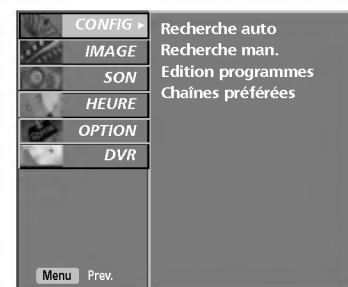 CONFIG ►
IMAGE
SON
HEURE
OPTION
DVR
Recherche auto
Recherche man.
Edition programmes
Chaînes préférées
Menu Prev.